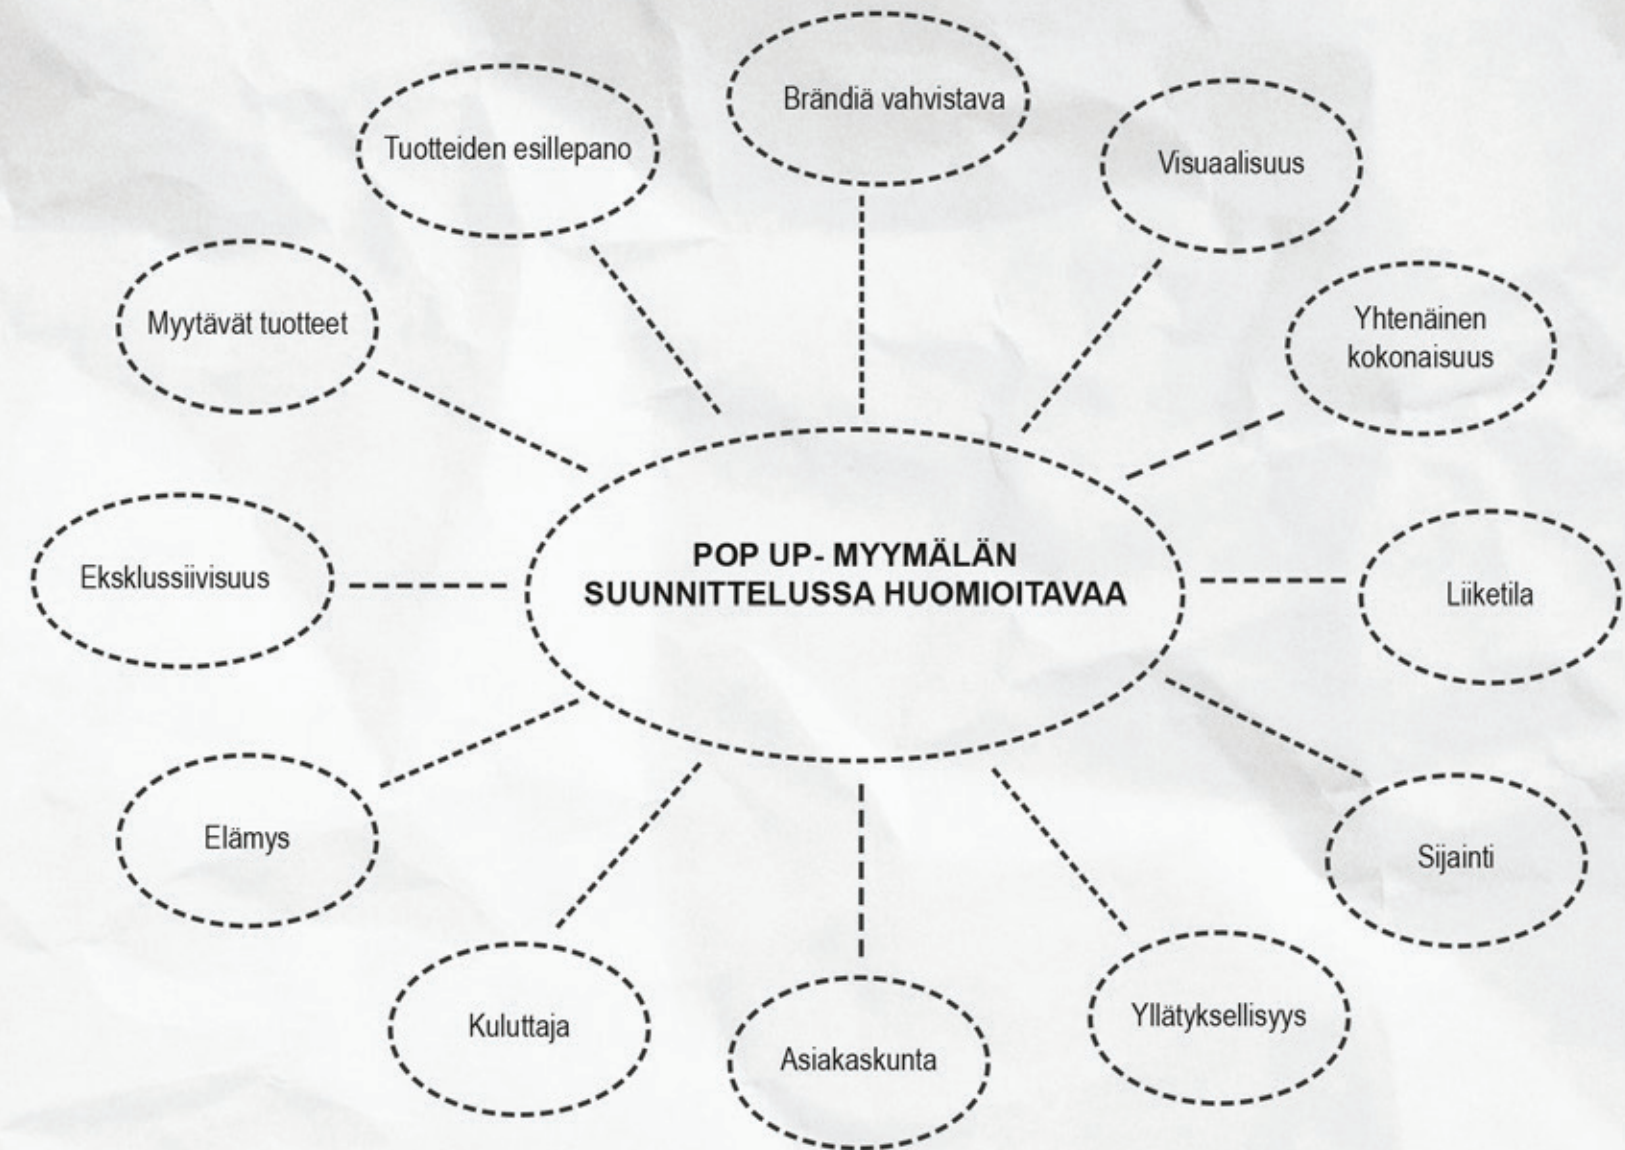 Brändiä vahvistava
Tuotteiden esillepano
Visuaalisuus
Myytävät tuotteet
Yhtenäinen
kokonaisuus
POP UP- MYYMÄLÄN
SUUNNITTELUSSA HUOMIOITAVAA
Eksklussiivisuus
Liiketila
Elämys
Sijainti
Kuluttaja
Asiakaskunta
Yllätyksellisyys